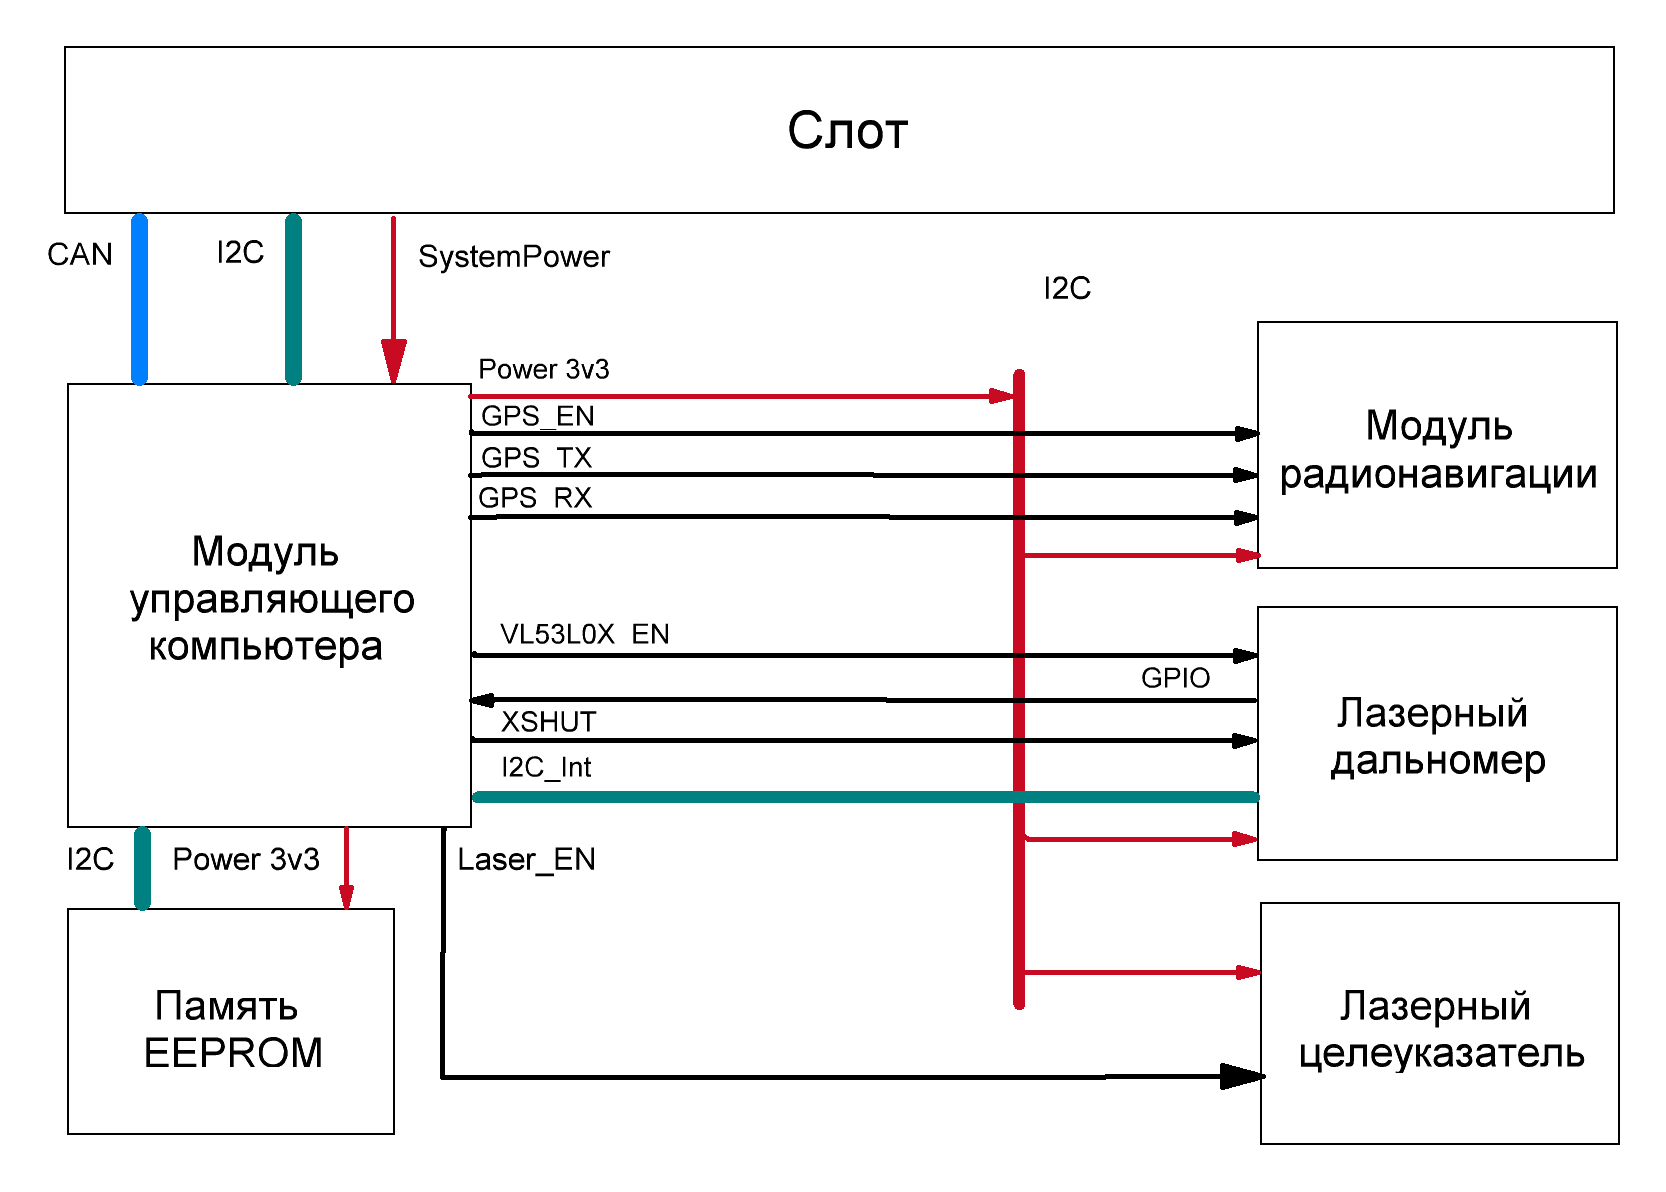 Слот
CAN
I2C
SystemPower
I2C
Power 3v3
GPS_EN
GPS_TX
GPS_RX
Модуль
радионавигации
Модуль
управляющего
компьютера
VL53L0X_EN
GPIO
XSHUT
I2C_Int
Лазерный
дальномер
I2C
Power 3v3
Laser_EN
Память
EEPROM
Лазерный
целеуказатель